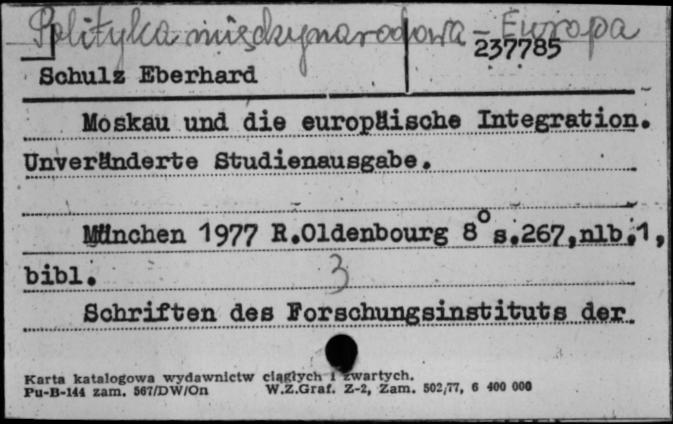 Polityka międzynarodowa - Europa
237785
Schulz Eberhard
Moskau und die europäische Integration.
Unveränderte Studienausgabe.
München 1977 R.Oldenbourg 8° s.267,nlb.1,
bibl.
3
Schriften des Forschungsinstituts der
Karta katalogowa wydawnictw ciągłych i zwartych.
Pu-B-144 zam. 567/DW/On W.Z.Graf. Z-2, Zam. 502/77, 6 400 000